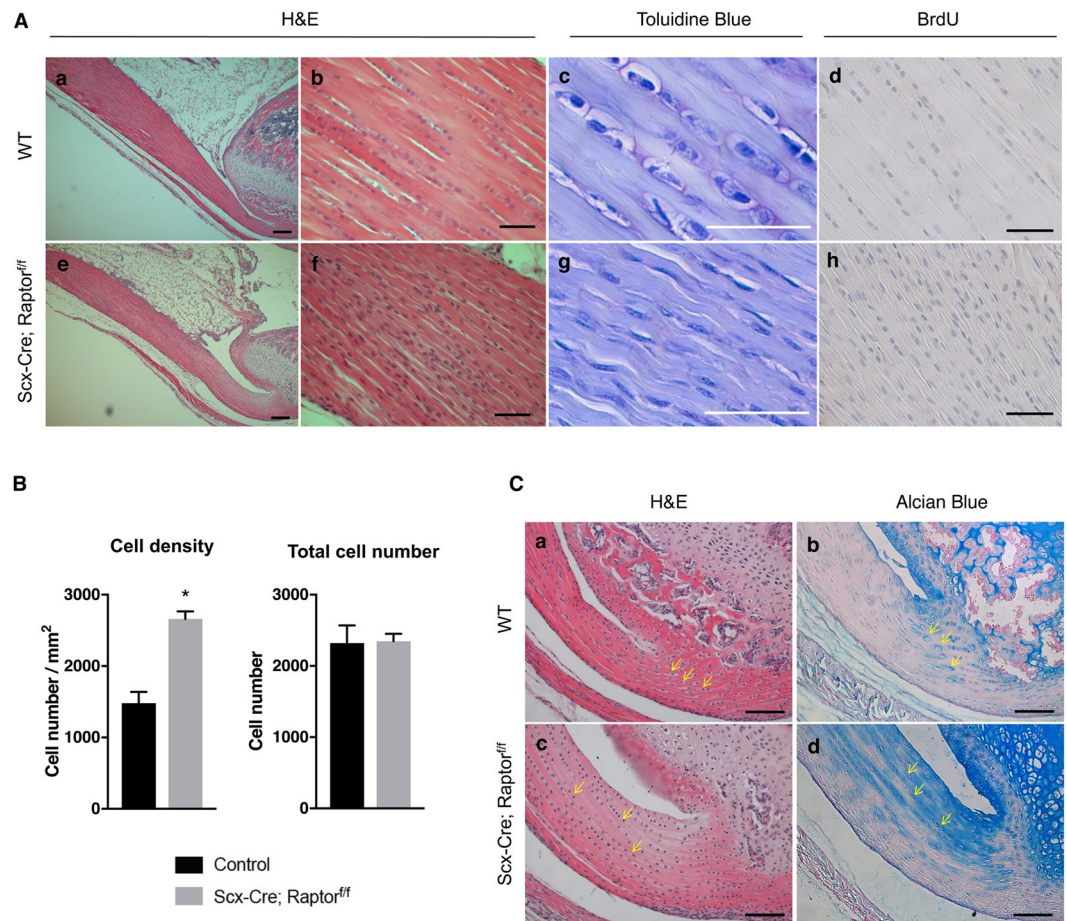 A
H&E
Toluidine Blue
BrdU
WT
a
b
c
d
Scx-Cre; Raptorf/f
e
f
g
h
B
Cell density
Total cell number
Cell number / mm2
3000
2000
1000
0
*
Cell number
3000
2000
1000
0
Control
Scx-Cre; Raptorf/f
C
H&E
Alcian Blue
WT
a
b
Scx-Cre; Raptorf/f
c
d